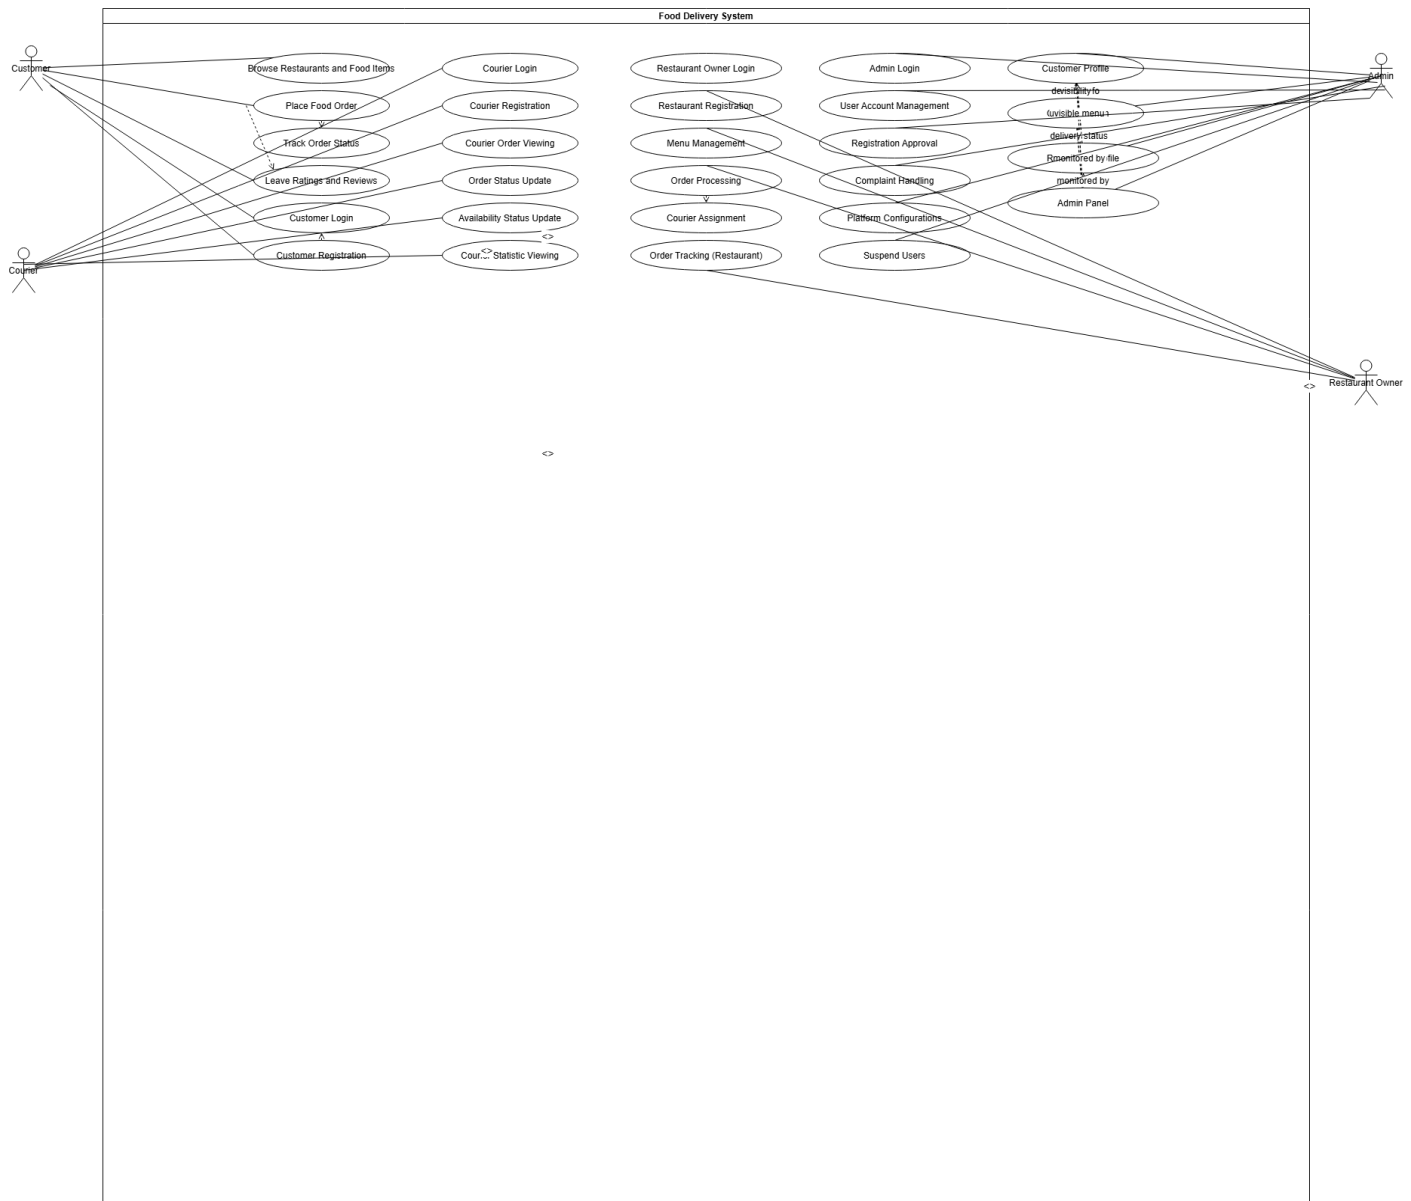 Food Delivery System
Customer
Browse Restaurants and Food Items
Place Food Order
Track Order Status
Leave Ratings and Reviews
Customer Login
Customer Registration
Courier
Courier Login
Courier Registration
Courier Order Viewing
Order Status Update
Availability Status Update
<>
<>
Statistic Viewing
<>
Restaurant Owner Login
Restaurant Registration
Menu Management
Order Processing
Courier Assignment
Order Tracking (Restaurant)
Admin Login
User Account Management
Registration Approval
Complaint Handling
Platform Configurations
Suspend Users
Customer Profile
menu
delivery status
monitored by
monitored by
Admin Panel
Admin
<>
Restaurant Owner